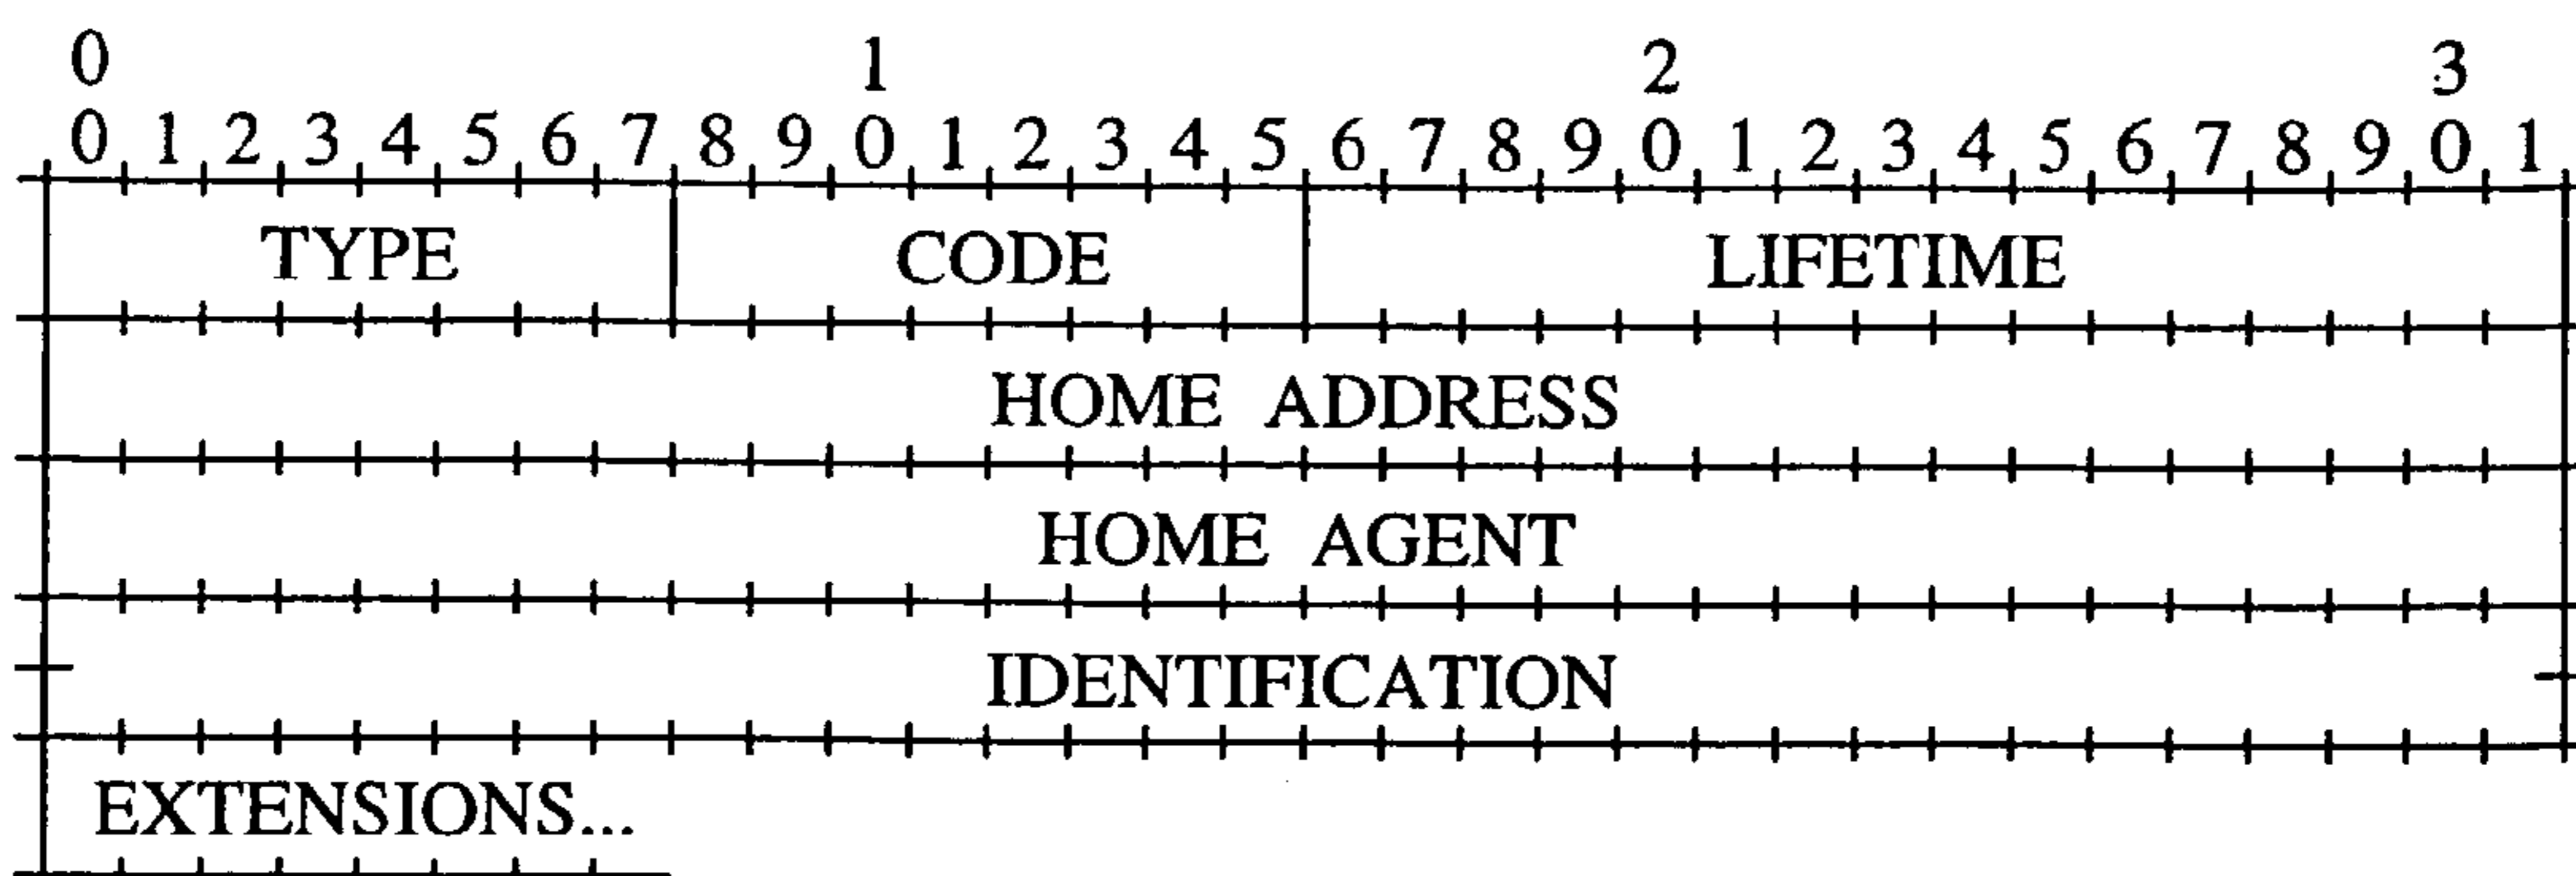 0 1 2 3
0 1 2 3 4 5 6 7 8 9 0 1 2 3 4 5 6 7 8 9 0 1 2 3 4 5 6 7 8 9 0 1
TYPE CODE LIFETIME
HOME ADDRESS
HOME AGENT
IDENTIFICATION
EXTENSIONS...